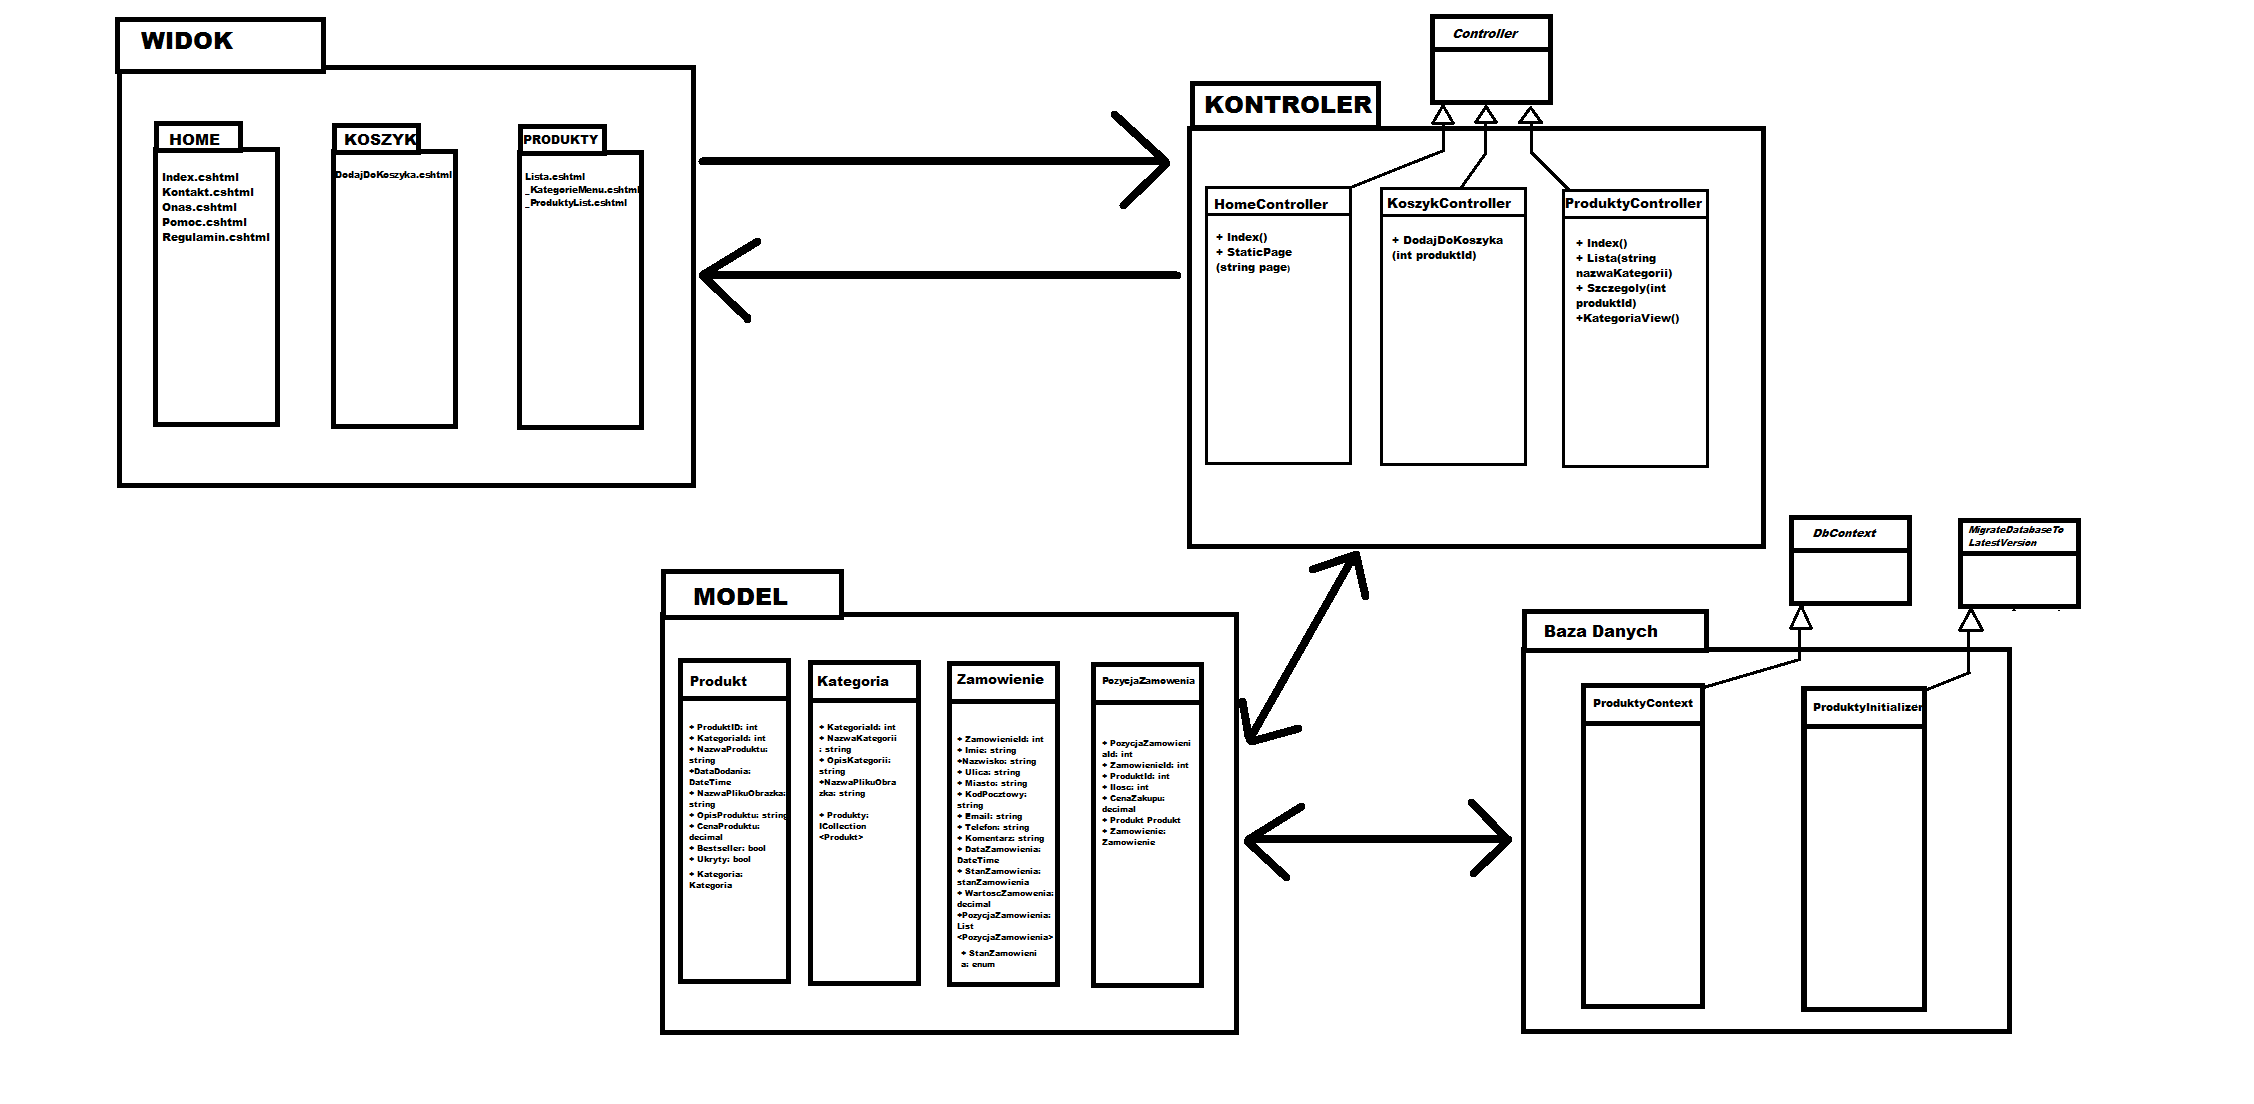 WIDOK
HOME
Index.cshtml
Kontakt.cshtml
Onas.cshtml
Pomoc.cshtml
Regulamin.cshtml
KOSZYK
DodajDoKoszyka.cshtml
PRODUKTY
Lista.cshtml
_KategorieMenu.cshtml
_ProduktyList.cshtml
Controller
KONTROLER
HomeController
+ Index()
+ StaticPage
(string page)
KoszykController
+ DodajDoKoszyka
(int produktId)
ProduktyController
+ Index()
+ Lista(string
nazwaKategorii)
+ Szczegoly(int
produktId)
+KategoriaView()
MODEL
Produkt
+ ProduktID: int
+ KategoriaId: int
+ NazwaProduktu:
string
+DataDodania:
DateTime
+ NazwaPlikuObrazka:
string
+ OpisProduktu: string
+ CenaProduktu:
decimal
+ Bestseller: bool
+ Ukryty: bool
+ Kategoria:
Kategoria
Kategoria
+ KategoriaId: int
+ NazwaKategorii
: string
+ OpisKategorii:
string
+NazwaPlikuObra
zka: string
+ Produkty:
ICollection
<Produkt>
Zamowienie
+ ZamowienieId: int
+ Imie: string
+Nazwisko: string
+ Ulica: string
+ Miasto: string
+ KodPocztowy:
string
+ Email: string
+ Telefon: string
+ Komentarz: string
+ DataZamowienia:
DateTime
+ StanZamowienia:
stanZamowienia
+ WartoscZamowenia:
decimal
+PozycjaZamowienia:
List
<PozycjaZamowienia>
+ StanZamowieni
a: enum
PozycjaZamowenia
+ PozycjaZamowieni
aId: int
+ ZamowienieId: int
+ ProduktId: int
+ Ilosc: int
+ CenaZakupu:
decimal
+ Produkt Produkt
+ Zamowienie:
Zamowienie
DbContext
MigrateDatabaseTo
LatestVersion
Baza Danych
ProduktyContext
ProduktyInitializer